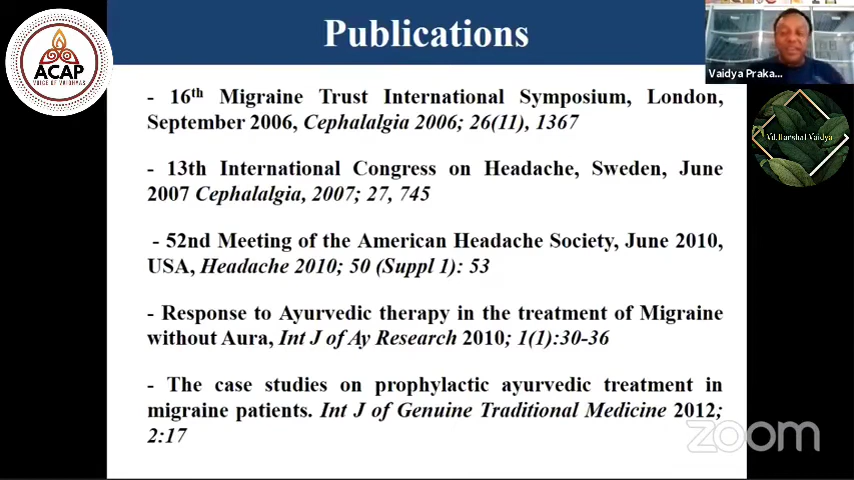 Publications
ACAP
VOICE OF VAIDHYAS
Vaidya Praka...
Vd.Harshal Vaidya
- 16th Migraine Trust International Symposium, London,
September 2006, Cephalalgia 2006; 26(11), 1367
- 13th International Congress on Headache, Sweden, June
2007 Cephalalgia, 2007; 27, 745
- 52nd Meeting of the American Headache Society, June 2010,
USA, Headache 2010; 50 (Suppl 1): 53
- Response to Ayurvedic therapy in the treatment of Migraine
without Aura, Int J of Ay Research 2010; 1(1):30-36
- The case studies on prophylactic ayurvedic treatment in
migraine patients. Int J of Genuine Traditional Medicine 2012;
2:17
zoom